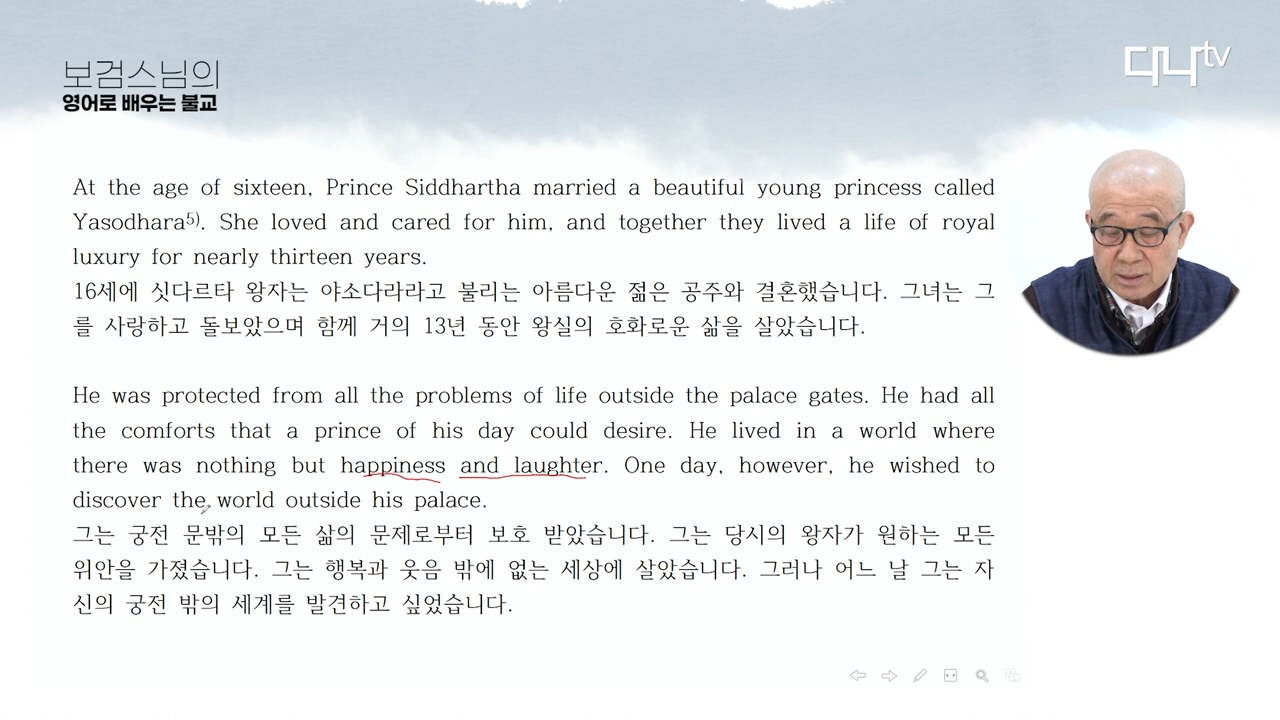 보검스님의
영어로 배우는 불교
디나tv
At the age of sixteen, Prince Siddhartha married a beautiful young princess called
Yasodhara5). She loved and cared for him, and together they lived a life of royal
luxury for nearly thirteen years.
16세에 싯다르타 왕자는 야소다라라고 불리는 아름다운 젊은 공주와 결혼했습니다. 그녀는 그
를 사랑하고 돌보았으며 함께 거의 13년 동안 왕실의 호화로운 삶을 살았습니다.
He was protected from all the problems of life outside the palace gates. He had all
the comforts that a prince of his day could desire. He lived in a world where
there was nothing but happiness and laughter. One day, however, he wished to
discover the world outside his palace.
그는 궁전 문밖의 모든 삶의 문제로부터 보호 받았습니다. 그는 당시의 왕자가 원하는 모든
위안을 가졌습니다. 그는 행복과 웃음 밖에 없는 세상에 살았습니다. 그러나 어느 날 그는 자
신의 궁전 밖의 세계를 발견하고 싶었습니다.